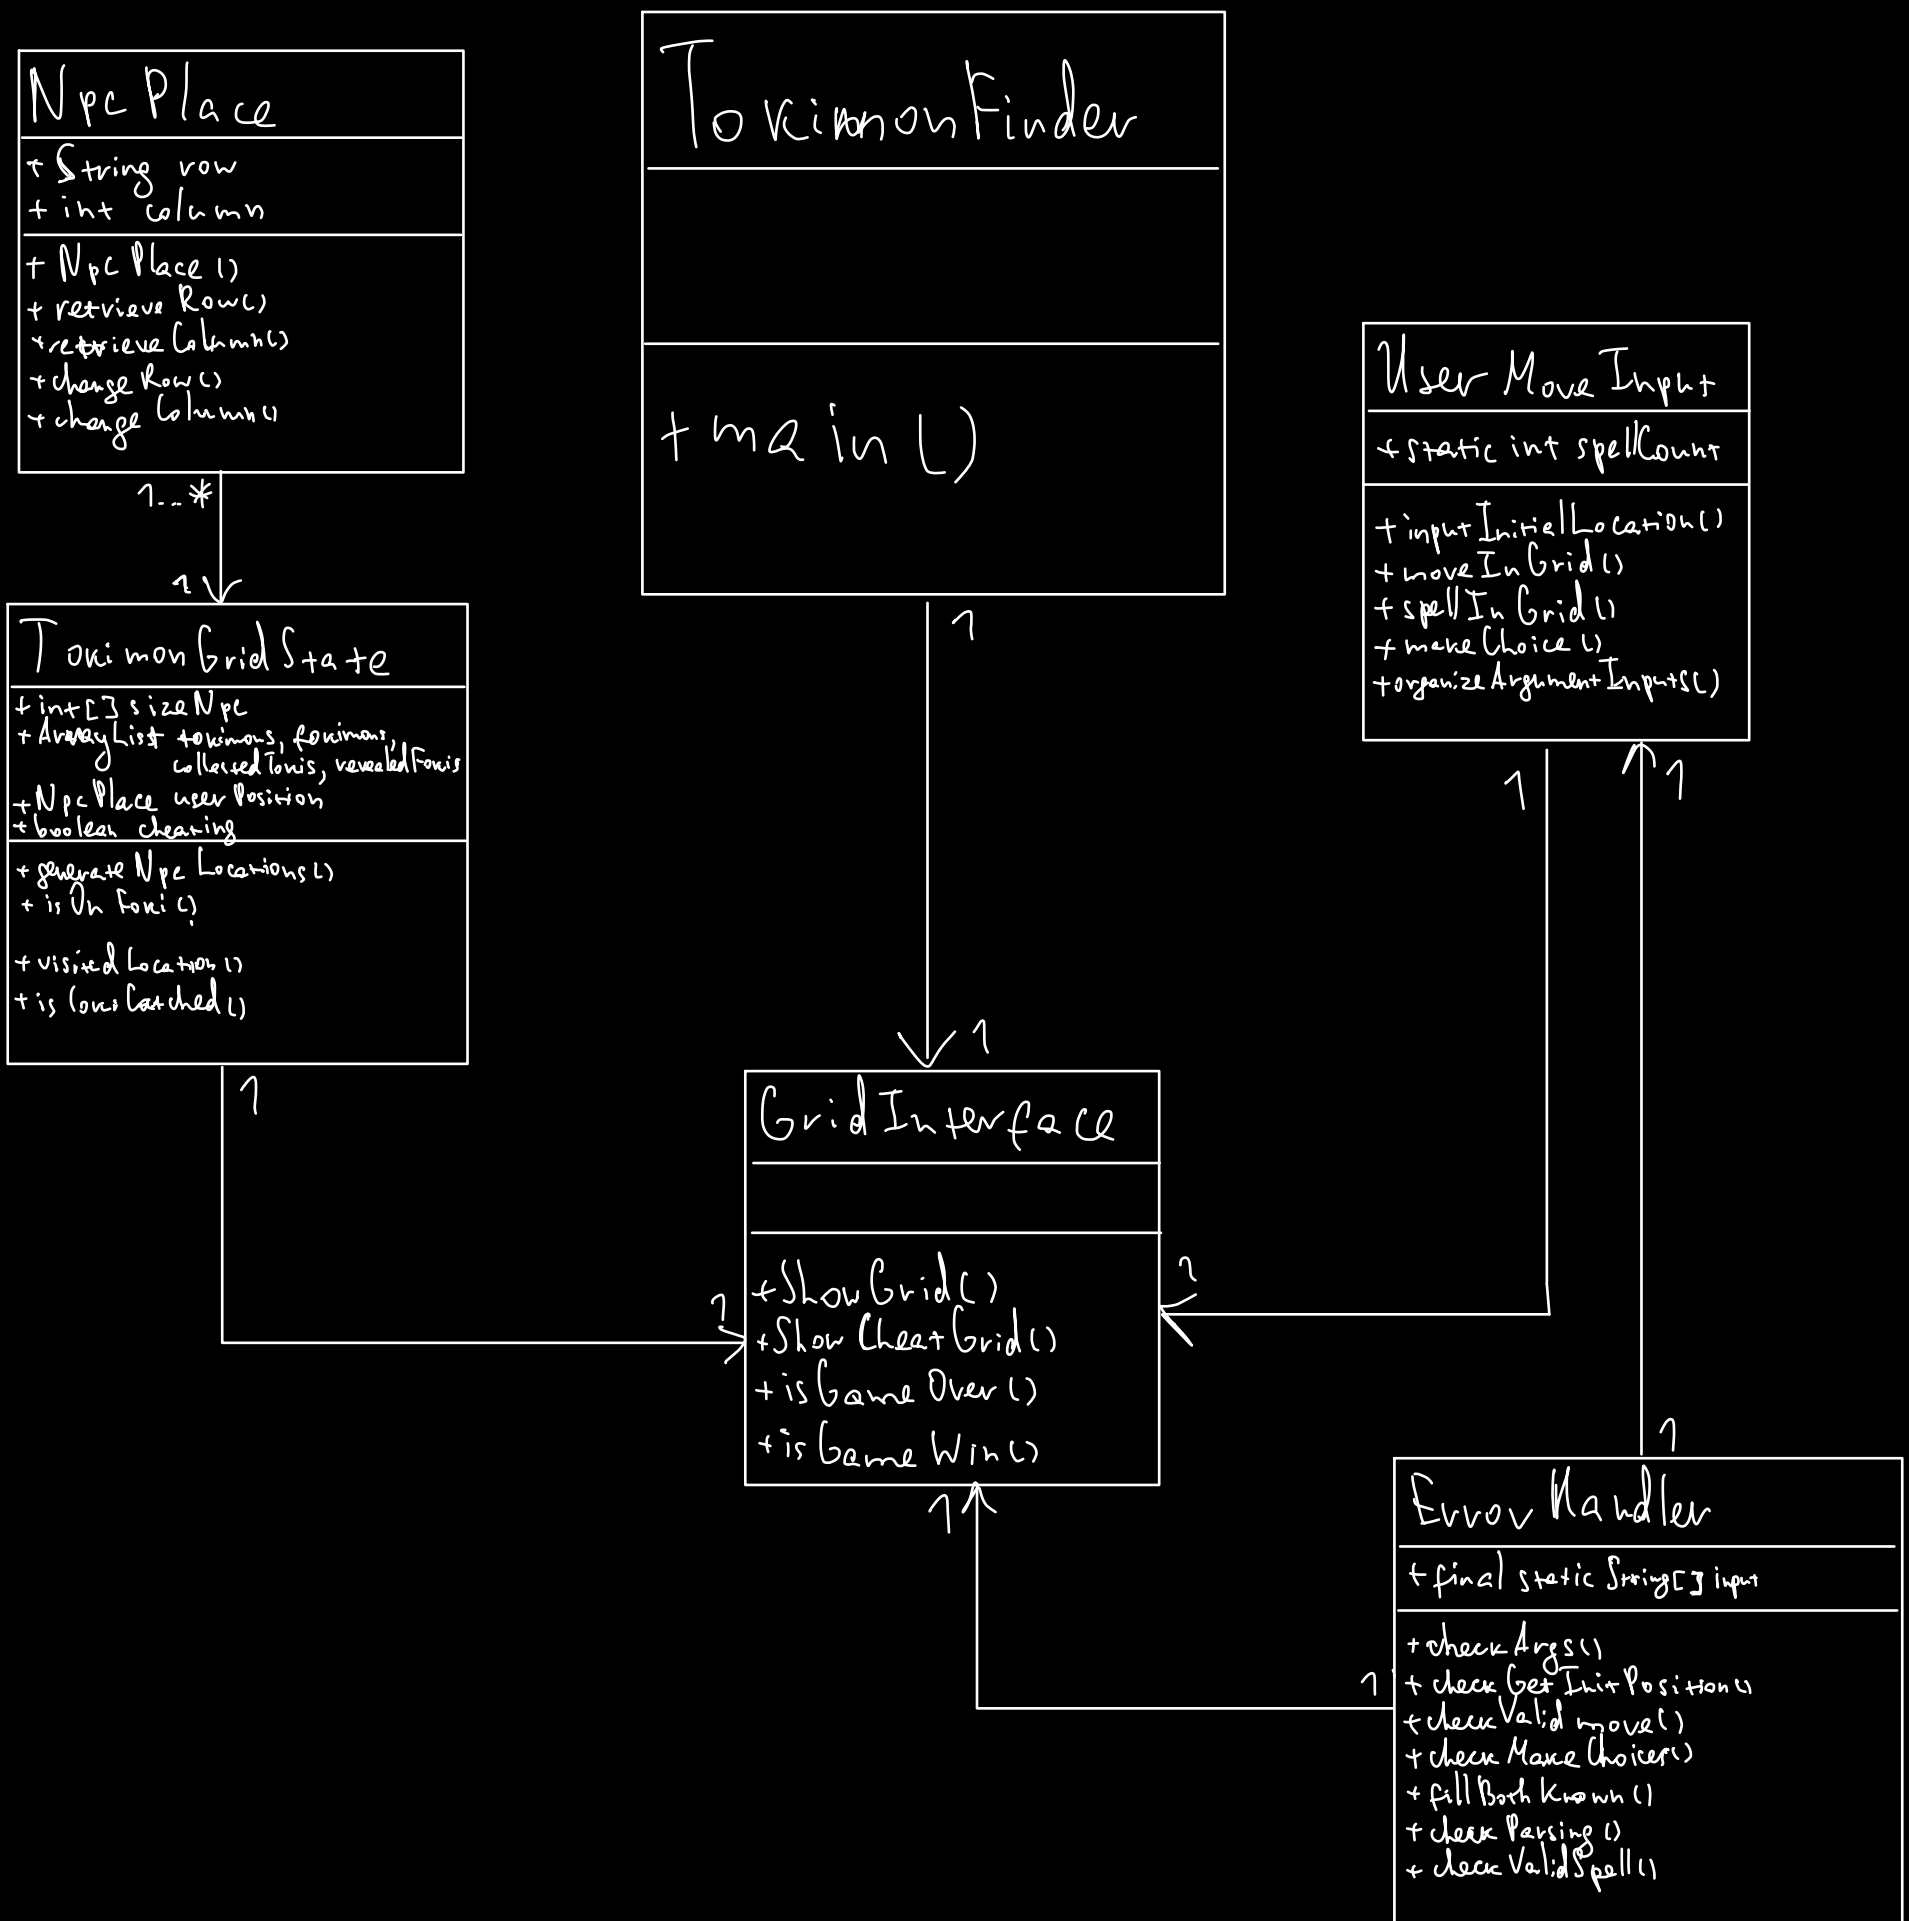 NpcPlace
+ String row
+ int column
+ NpcPlace()
+ retrieveRow()
+ retrieveColumn()
+ changeRow()
+ changeColumn()
1...*
1
TokimonFinder
+ main()
1
1
UserMoveInput
+ static int spellCount
+ inputInitialLocation()
+ moveInGrid()
+ spellInGrid()
+ makeChoice()
+ organizeArgumentInputs()
1
1
TokimonGridState
+ int[] sizeNpc
+ ArrayList tokimons, fokimons,
collectedTokis, revealedFokis
+ NpcPlace userPosition
+ boolean cheating
+ generateNpcLocations()
+ isOnFoki()
+ visitedLocation()
+ isTokiCatched()
1
1
GridInterface
+ ShowGrid()
+ ShowCheatGrid()
+ isGameOver()
+ isGameWin()
1
1
1
1
ErrorHandler
+ final static String[] input
+ checkArgs()
+ checkGetInitPosition()
+ checkValidmove()
+ checkMakeChoicer()
+ fillBothKnown()
+ checkParsing()
+ checkValidSpell()